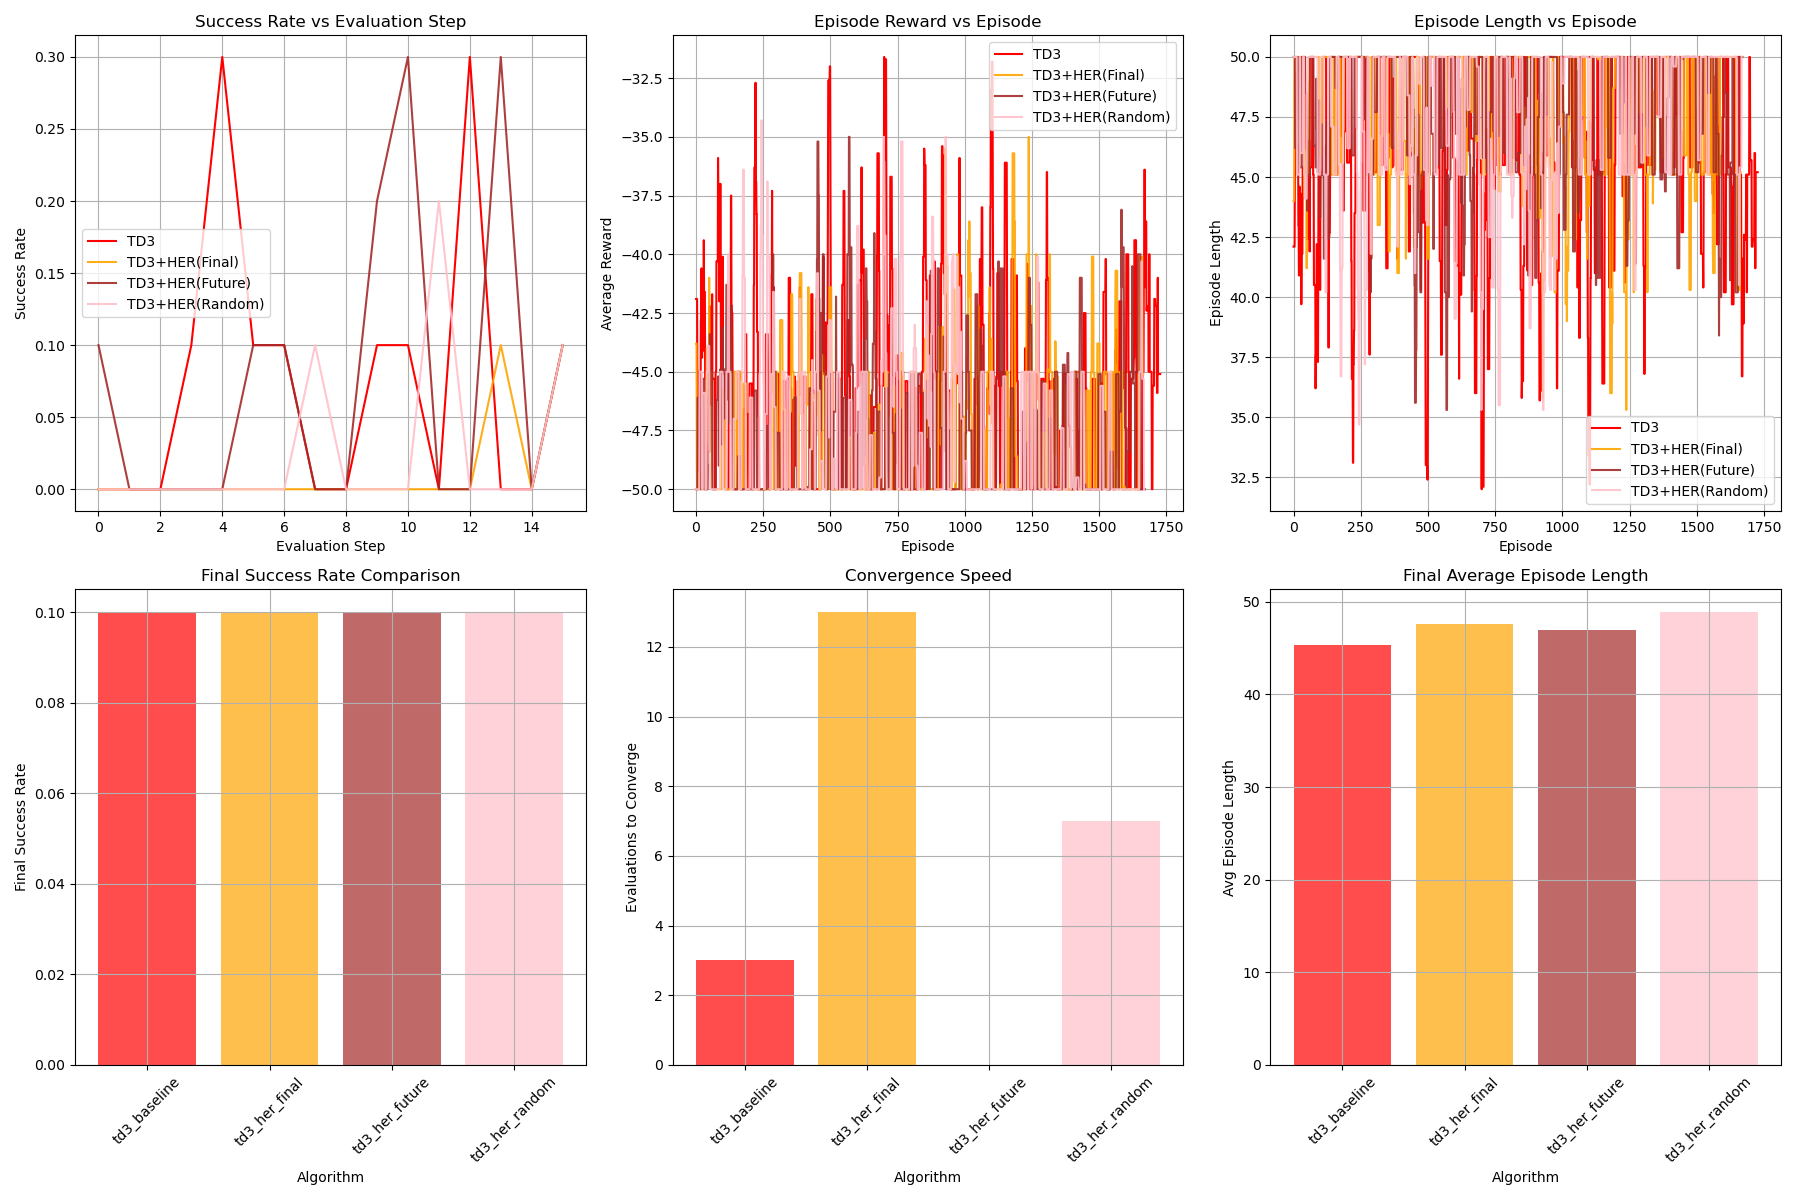 Success Rate vs Evaluation Step
Success Rate
0.30
0.25
0.20
0.15
0.10
0.05
0.00
TD3
TD3+HER(Final)
TD3+HER(Future)
TD3+HER(Random)
0 2 4 6 8 10 12 14
Evaluation Step
Episode Reward vs Episode
Average Reward
−32.5
−35.0
−37.5
−40.0
−42.5
−45.0
−47.5
−50.0
TD3
TD3+HER(Final)
TD3+HER(Future)
TD3+HER(Random)
0 250 500 750 1000 1250 1500 1750
Episode
Episode Length vs Episode
Episode Length
50.0
47.5
45.0
42.5
40.0
37.5
35.0
32.5
TD3
TD3+HER(Final)
TD3+HER(Future)
TD3+HER(Random)
0 250 500 750 1000 1250 1500 1750
Episode
Final Success Rate Comparison
Final Success Rate
0.10
0.08
0.06
0.04
0.02
0.00
td3_baseline
td3_her_final
td3_her_future
td3_her_random
Algorithm
Convergence Speed
Evaluations to Converge
12
10
8
6
4
2
0
td3_baseline
td3_her_final
td3_her_future
td3_her_random
Algorithm
Final Average Episode Length
Avg Episode Length
50
40
30
20
10
0
td3_baseline
td3_her_final
td3_her_future
td3_her_random
Algorithm